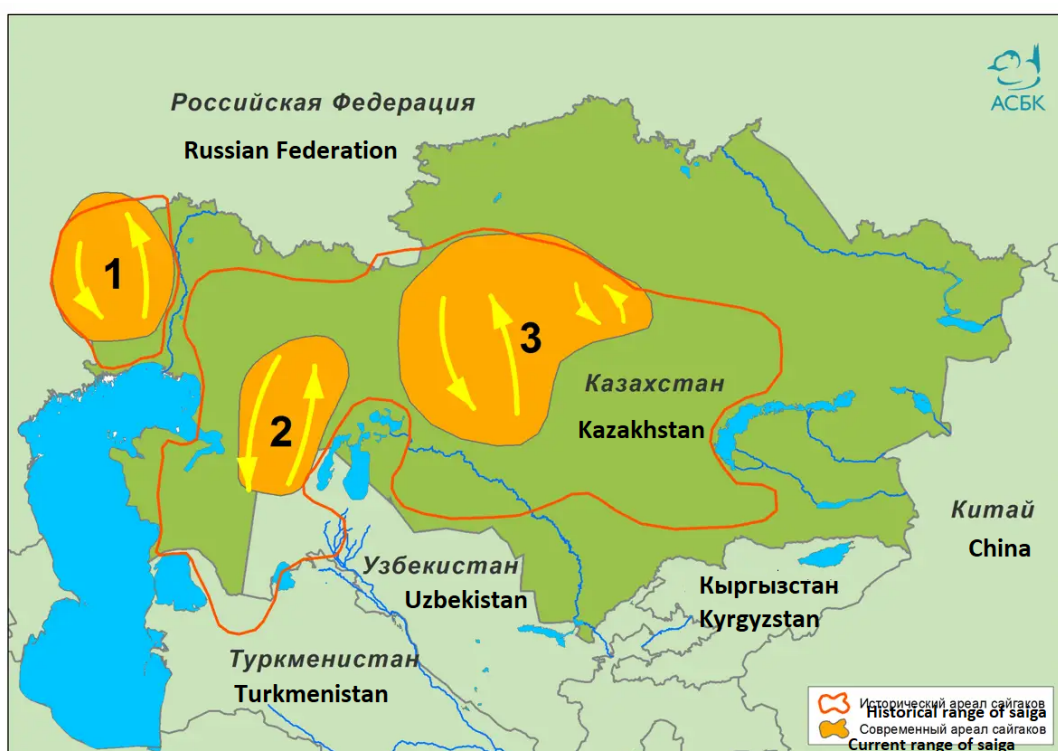 АСБК
Российская Федерация
Russian Federation
1
3
2
Казахстан
Kazakhstan
Китай
China
Узбекистан
Uzbekistan
Кыргызстан
Kyrgyzstan
Туркменистан
Turkmenistan
Исторический ареал сайгаков
Historical range of saiga
Современный ареал сайгаков
Current range of saiga